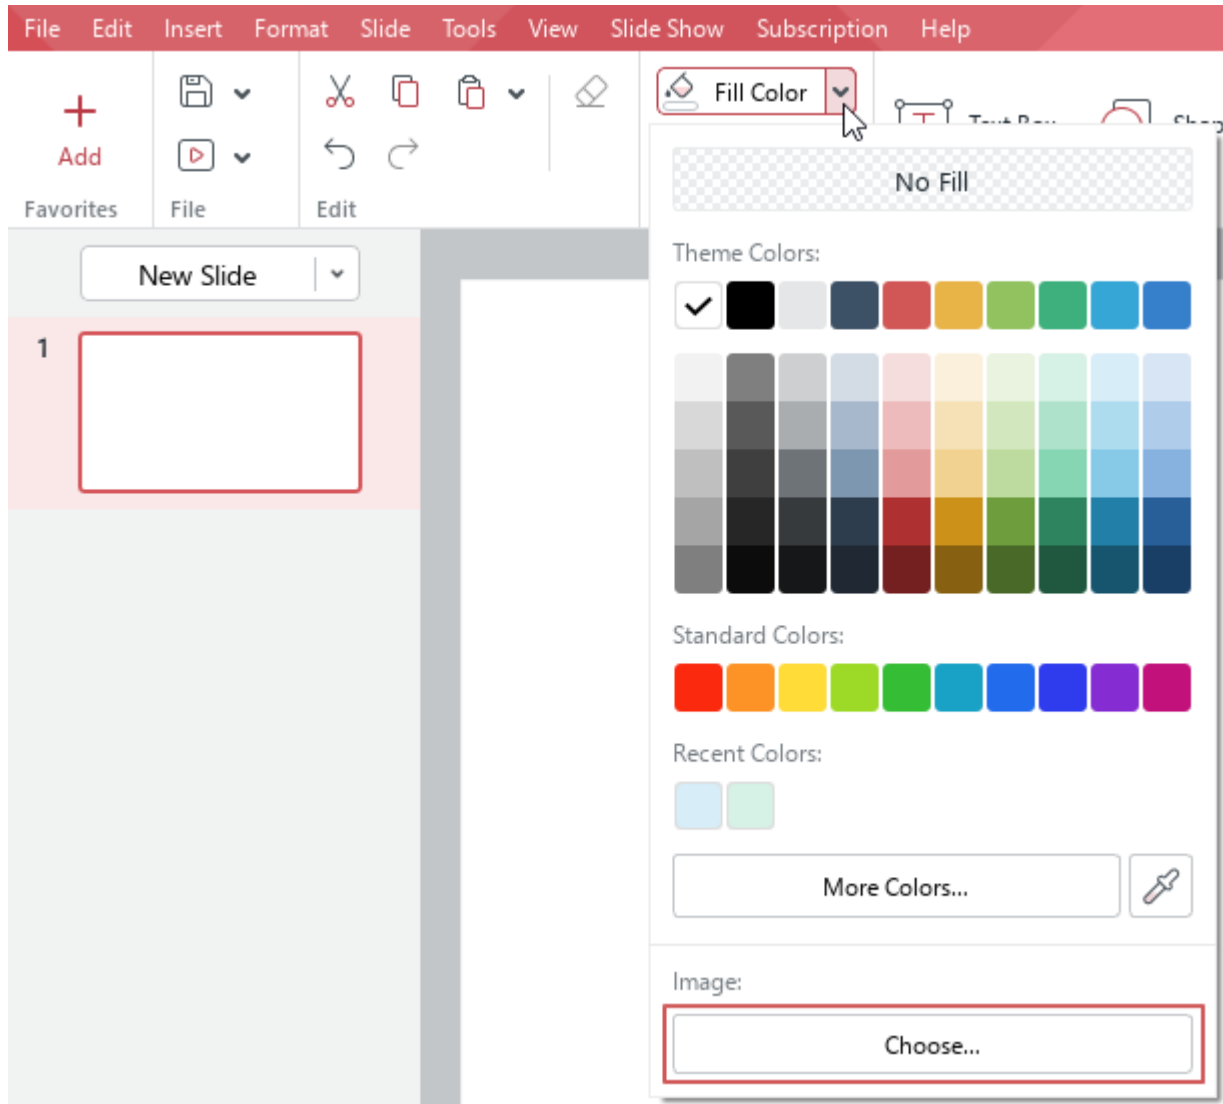 File Edit Insert Format Slide Tools View Slide Show Subscription Help
Fill Color
Add
Favorites File Edit
No Fill
New Slide
Theme Colors:
1
Standard Colors:
Recent Colors:
More Colors...
Image:
Choose...